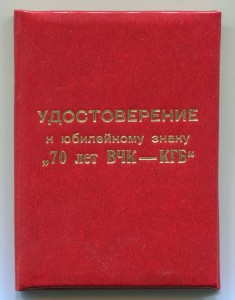 УДОСТОВЕРЕНИЕ
к юбилейному знаку
„70 лет ВЧК—КГБ“